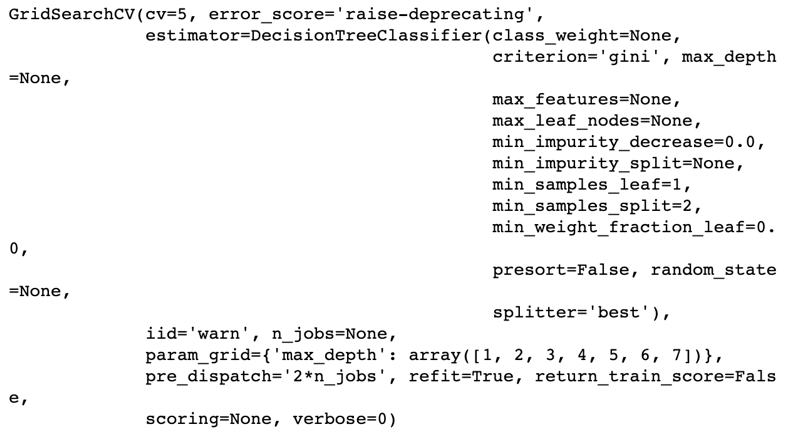 GridSearchCV(cv=5, error_score='raise-deprecating',
             estimator=DecisionTreeClassifier(class_weight=None,
                                              criterion='gini', max_depth
=None,
                                              max_features=None,
                                              max_leaf_nodes=None,
                                              min_impurity_decrease=0.0,
                                              min_impurity_split=None,
                                              min_samples_leaf=1,
                                              min_samples_split=2,
                                              min_weight_fraction_leaf=0.
0,
                                              presort=False, random_state
=None,
                                              splitter='best'),
             iid='warn', n_jobs=None,
             param_grid={'max_depth': array([1, 2, 3, 4, 5, 6, 7])},
             pre_dispatch='2*n_jobs', refit=True, return_train_score=Fals
e,
             scoring=None, verbose=0)